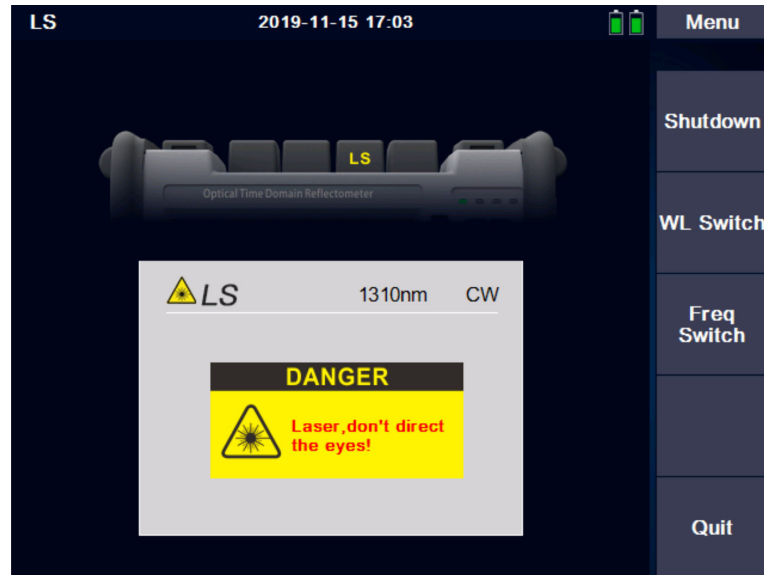 LS 2019-11-15 17:03 Menu
Shutdown
LS
Optical Time Domain Reflectometer
WL Switch
LS 1310nm CW
Freq
Switch
DANGER
Laser,don't direct
the eyes!
Quit